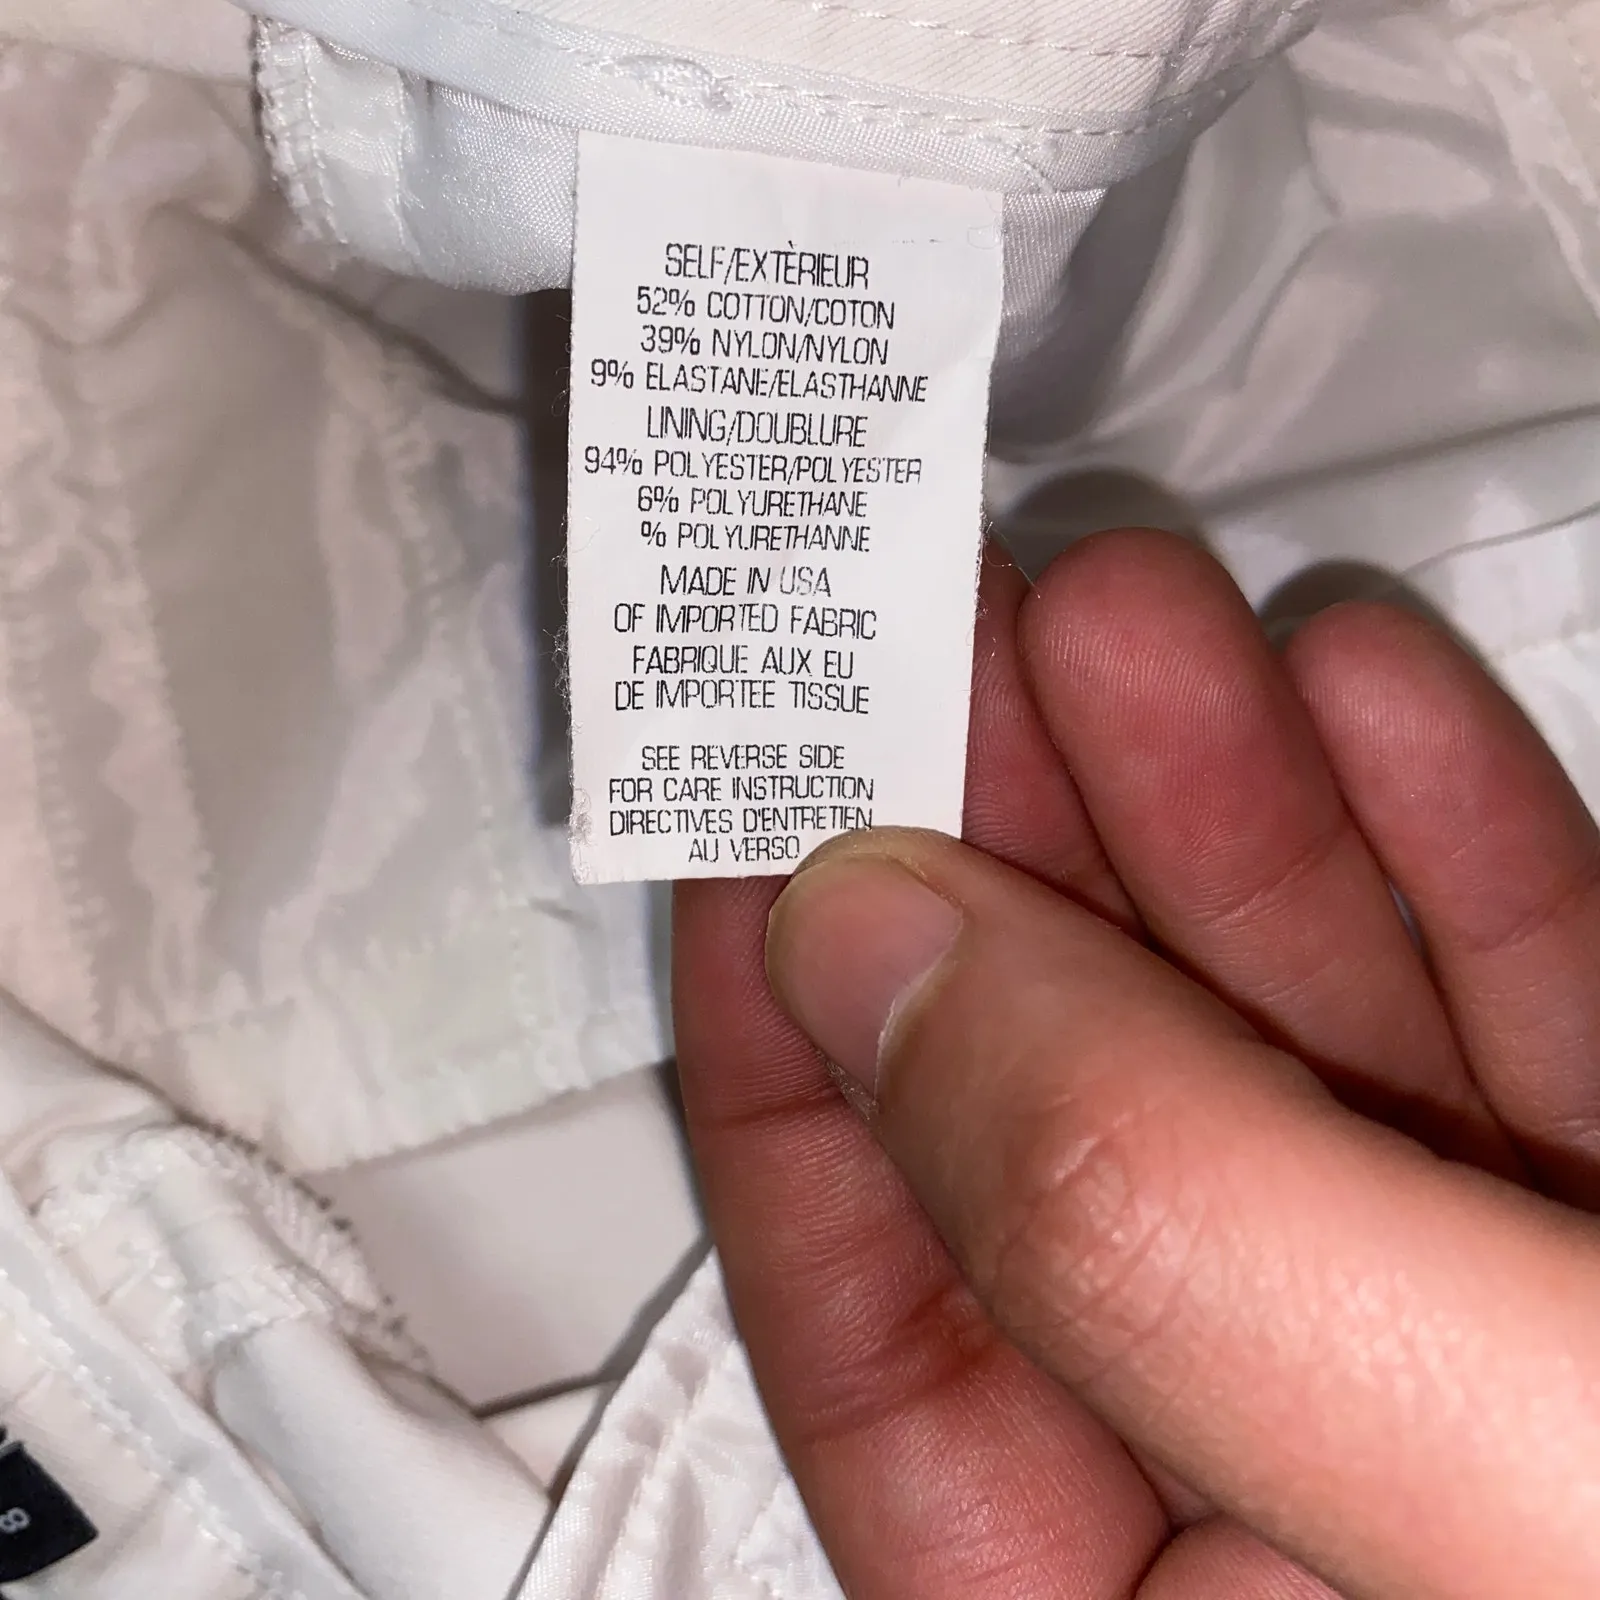 SELF/EXTÈRIEUR
52% COTTON/COTON
39% NYLON/NYLON
9% ELASTANE/ELASTHANNE
LINING/DOUBLURE
94% POLYESTER/POLYESTER
6% POLYURETHANE
% POLYURETHANNE
MADE IN USA
OF IMPORTED FABRIC
FABRIQUE AUX EU
DE IMPORTEE TISSUE
SEE REVERSE SIDE
FOR CARE INSTRUCTION
DIRECTIVES D'ENTRETIEN
AU VERSO
8